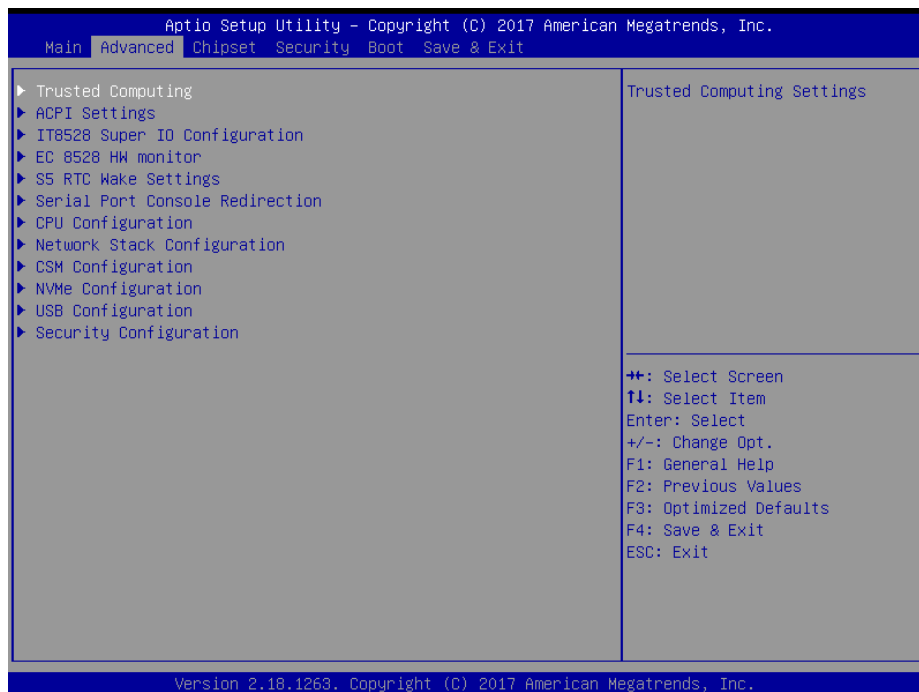 Aptio Setup Utility – Copyright (C) 2017 American Megatrends, Inc.
Main Advanced Chipset Security Boot Save & Exit
▶ Trusted Computing
▶ ACPI Settings
▶ IT8528 Super IO Configuration
▶ EC 8528 HW monitor
▶ S5 RTC Wake Settings
▶ Serial Port Console Redirection
▶ CPU Configuration
▶ Network Stack Configuration
▶ CSM Configuration
▶ NVMe Configuration
▶ USB Configuration
▶ Security Configuration
Trusted Computing Settings
→←: Select Screen
↑↓: Select Item
Enter: Select
+/-: Change Opt.
F1: General Help
F2: Previous Values
F3: Optimized Defaults
F4: Save & Exit
ESC: Exit
Version 2.18.1263. Copyright (C) 2017 American Megatrends, Inc.